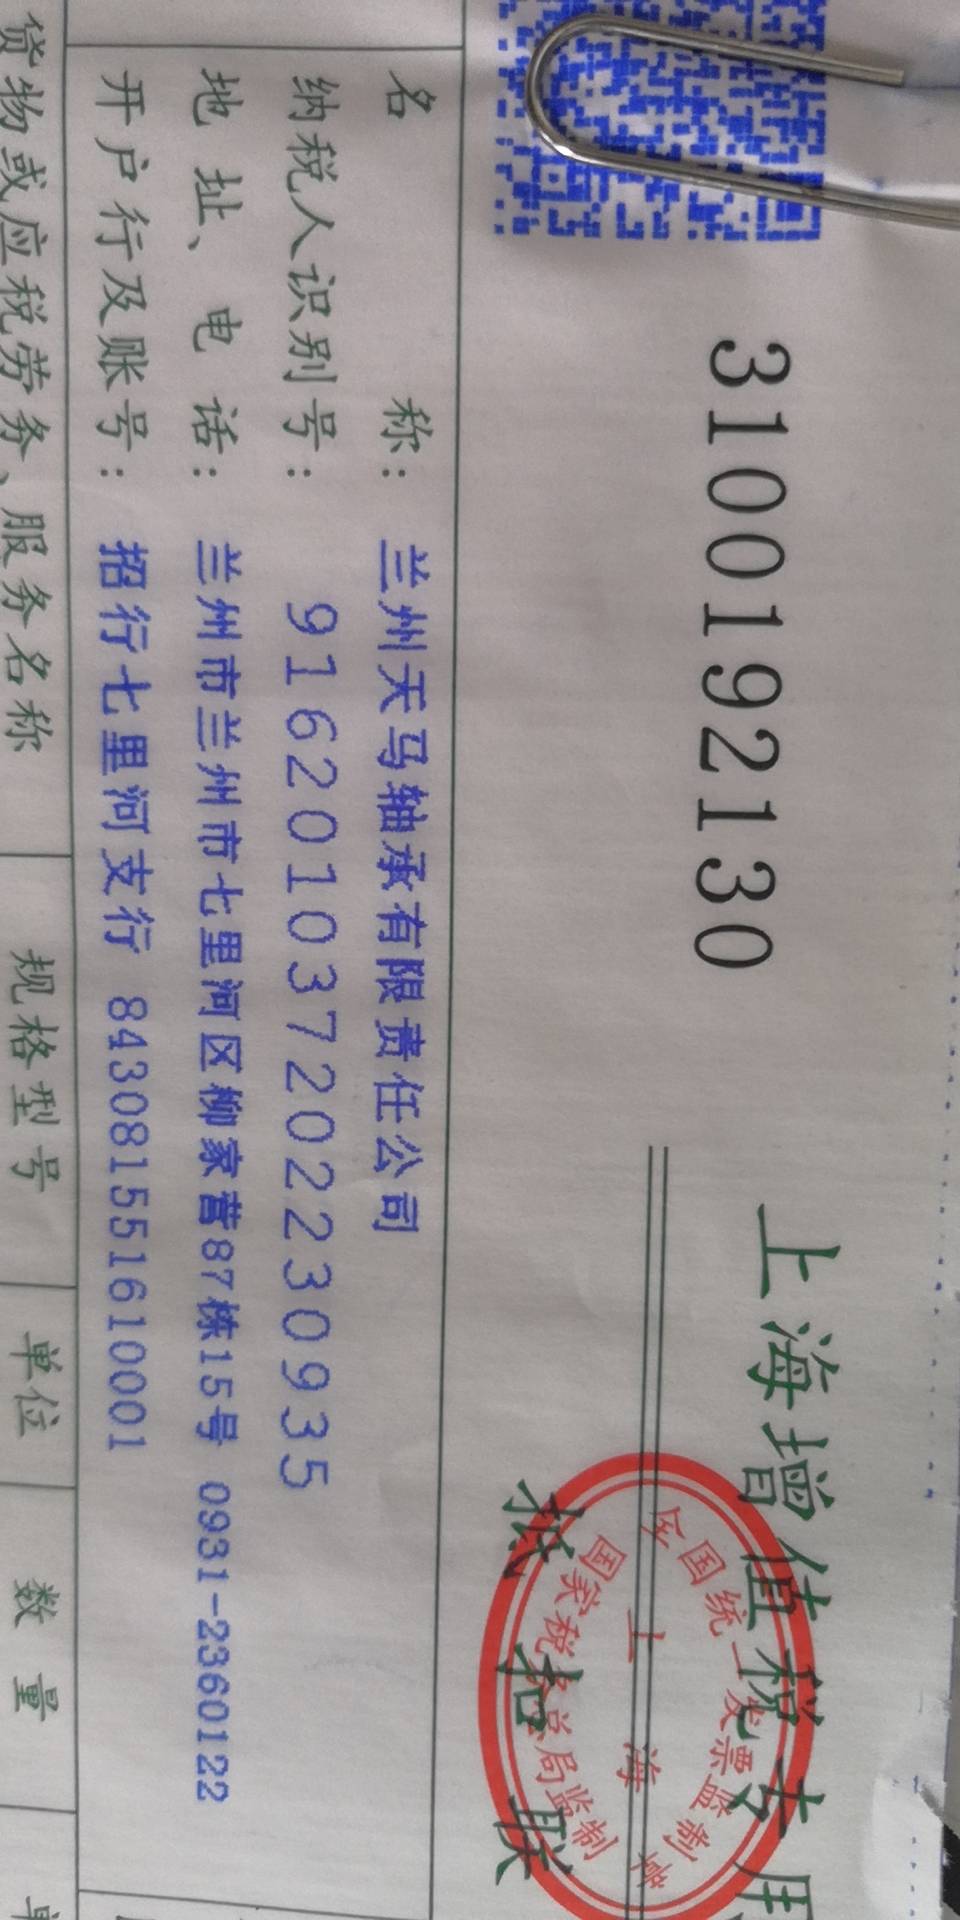 3100192130
上海增值税专用
抵扣联
全国统一发票监制章
上海
国家税务总局监制
名称：兰州天马轴承有限责任公司
纳税人识别号：916201037202230935
地址、电话：兰州市兰州市七里河区柳家营87栋15号 0931-2360122
开户行及账号：招行七里河支行 843081551610001
货物或应税劳务、服务名称 规格型号 单位 数量 单